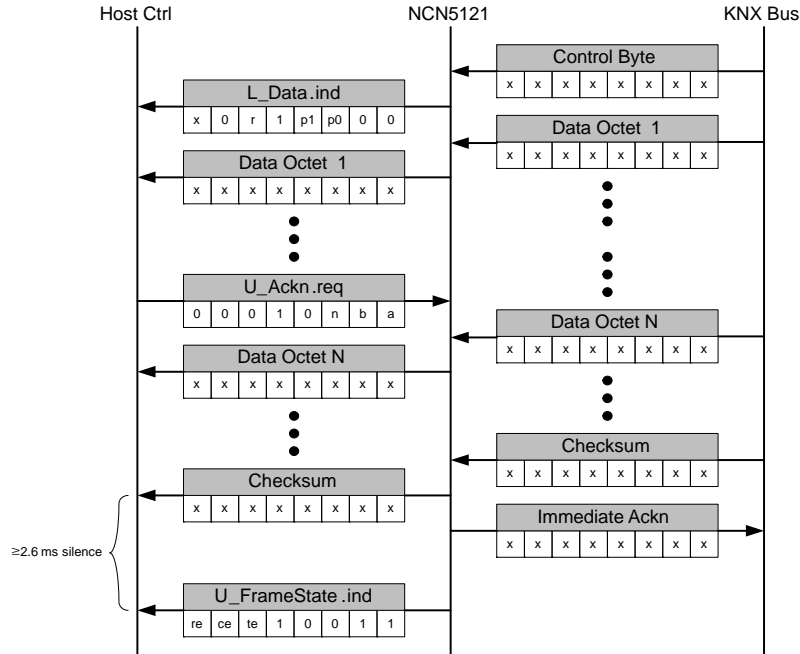 Host Ctrl NCN5121 KNX Bus
Control Byte
x x x x x x x x
L_Data.ind
x 0 r 1 p1 p0 0 0
Data Octet 1
x x x x x x x x
Data Octet 1
x x x x x x x x
U_Ackn.req
0 0 0 1 0 n b a
Data Octet N
x x x x x x x x
Data Octet N
x x x x x x x x
Checksum
x x x x x x x x
Checksum
x x x x x x x x
Immediate Ackn
x x x x x x x x
≥2.6 ms silence
U_FrameState.ind
re ce te 1 0 0 1 1